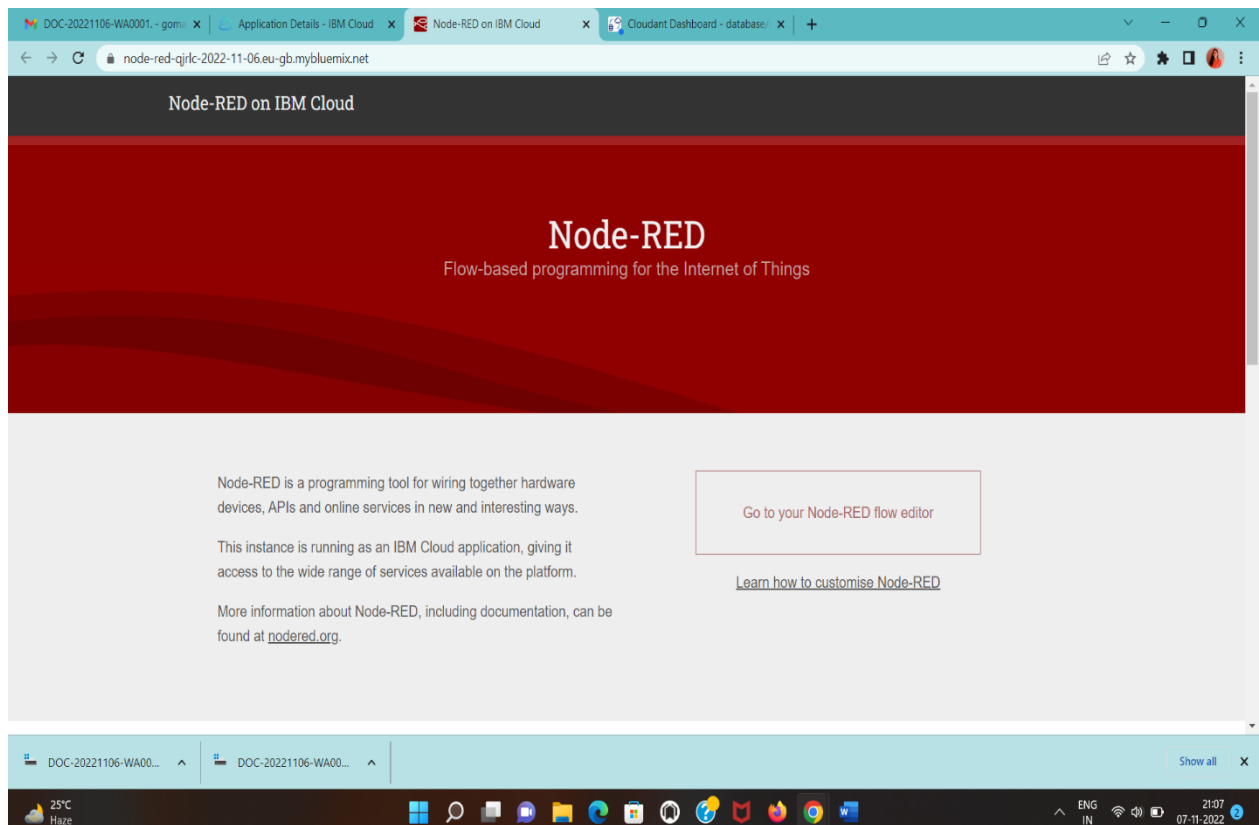 DOC-20221106-WA0001. - goma
Application Details - IBM Cloud
Node-RED on IBM Cloud
Cloudant Dashboard - database/
node-red-qjrlc-2022-11-06.eu-gb.mybluemix.net
Node-RED on IBM Cloud
Node-RED
Flow-based programming for the Internet of Things
Node-RED is a programming tool for wiring together hardware
devices, APIs and online services in new and interesting ways.
This instance is running as an IBM Cloud application, giving it
access to the wide range of services available on the platform.
More information about Node-RED, including documentation, can be
found at nodered.org.
Go to your Node-RED flow editor
Learn how to customise Node-RED
DOC-20221106-WA00...
DOC-20221106-WA00...
Show all
25°C
Haze
ENG
IN
21:07
07-11-2022
2